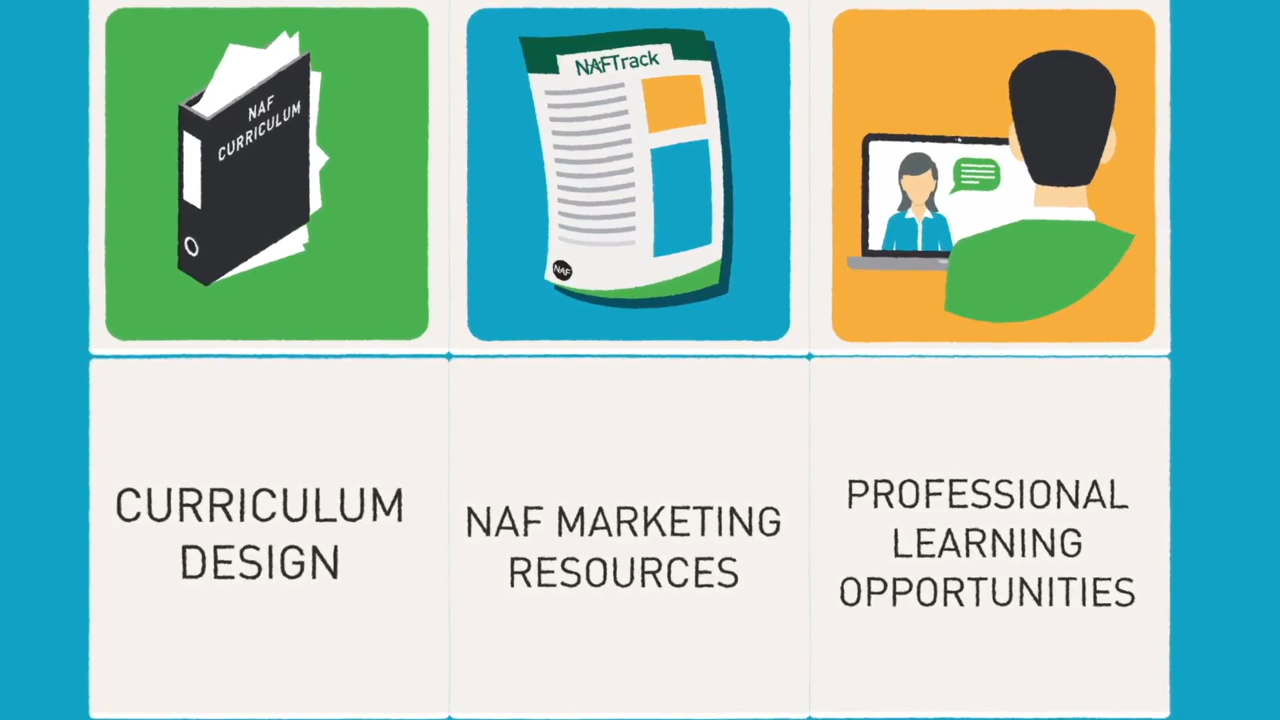 NAF
CURRICULUM
NAFTrack
NAF
CURRICULUM
DESIGN
NAF MARKETING
RESOURCES
PROFESSIONAL
LEARNING
OPPORTUNITIES